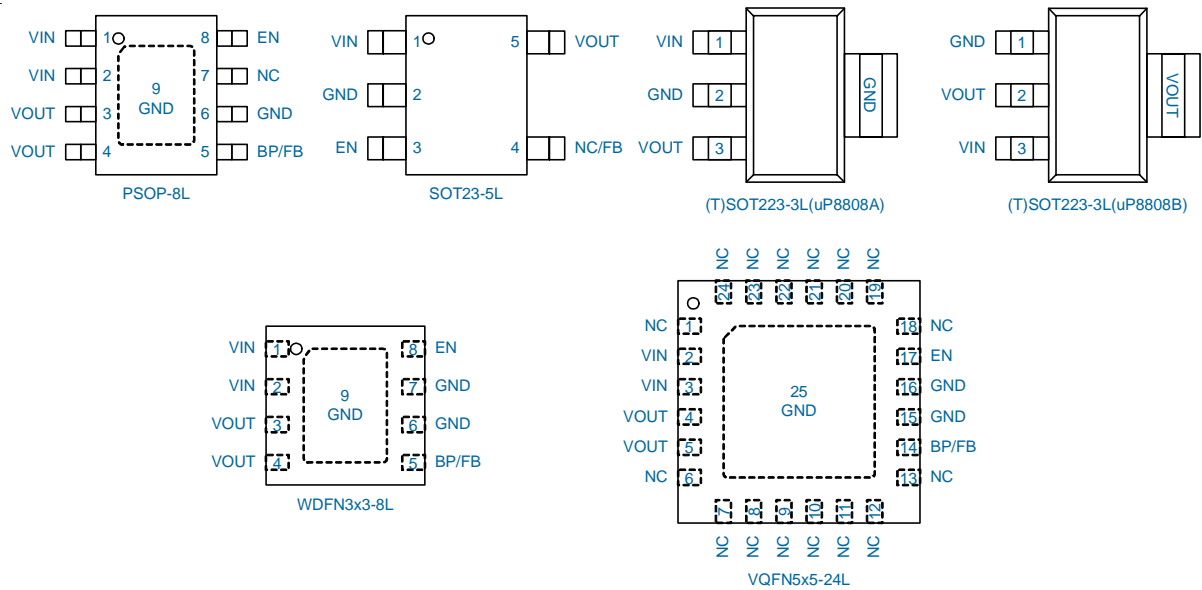 VIN 1 8 EN
VIN 2 7 NC
VOUT 3 6 GND
VOUT 4 5 BP/FB
9
GND
PSOP-8L
VIN 1 5 VOUT
GND 2
EN 3 4 NC/FB
SOT23-5L
VIN 1
GND 2
VOUT 3
GND
(T)SOT223-3L(uP8808A)
GND 1
VOUT 2
VIN 3
VOUT
(T)SOT223-3L(uP8808B)
VIN 1 8 EN
VIN 2 7 GND
VOUT 3 6 GND
VOUT 4 5 BP/FB
9
GND
WDFN3x3-8L
NC NC NC NC NC NC
24 23 22 21 20 19
NC 1 18 NC
VIN 2 17 EN
VIN 3 16 GND
VOUT 4 15 GND
VOUT 5 14 BP/FB
NC 6 13 NC
25
GND
7 8 9 10 11 12
NC NC NC NC NC NC
VQFN5x5-24L